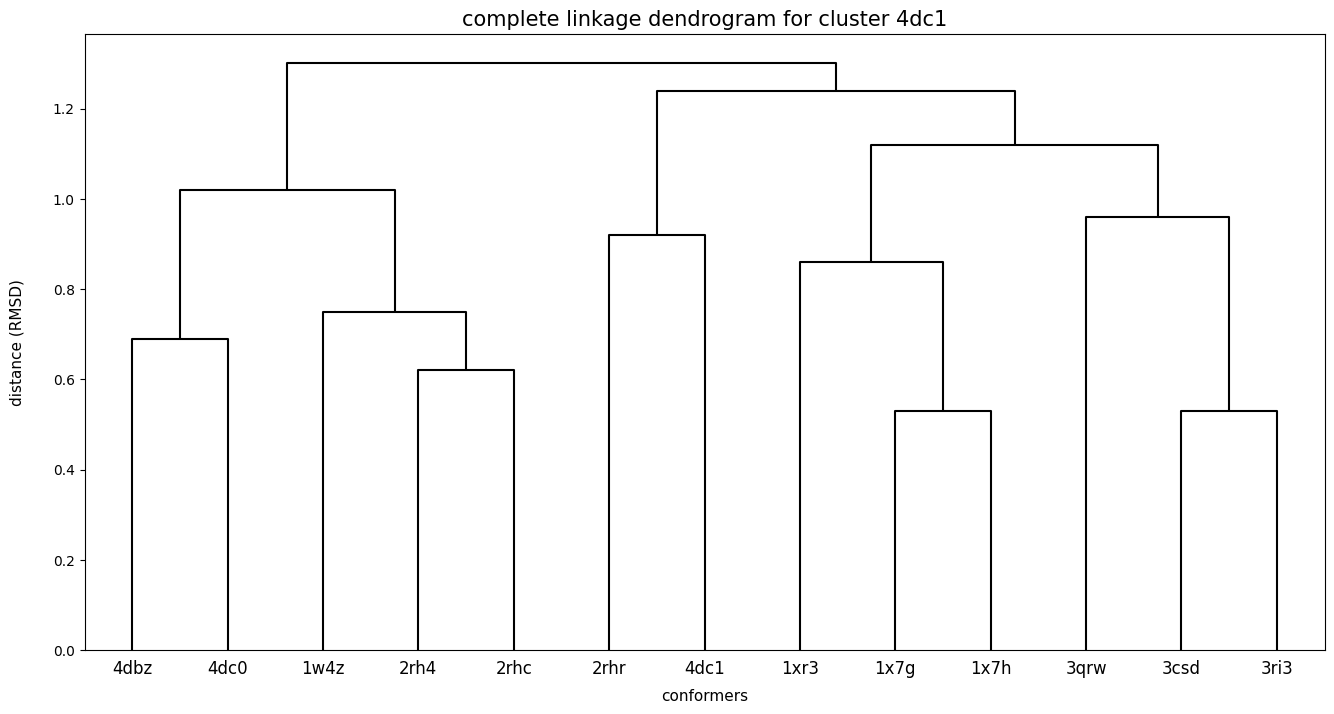 complete linkage dendrogram for cluster 4dc1
distance (RMSD)
1.2
1.0
0.8
0.6
0.4
0.2
0.0
4dbz 4dc0 1w4z 2rh4 2rhc 2rhr 4dc1 1xr3 1x7g 1x7h 3qrw 3csd 3ri3
conformers